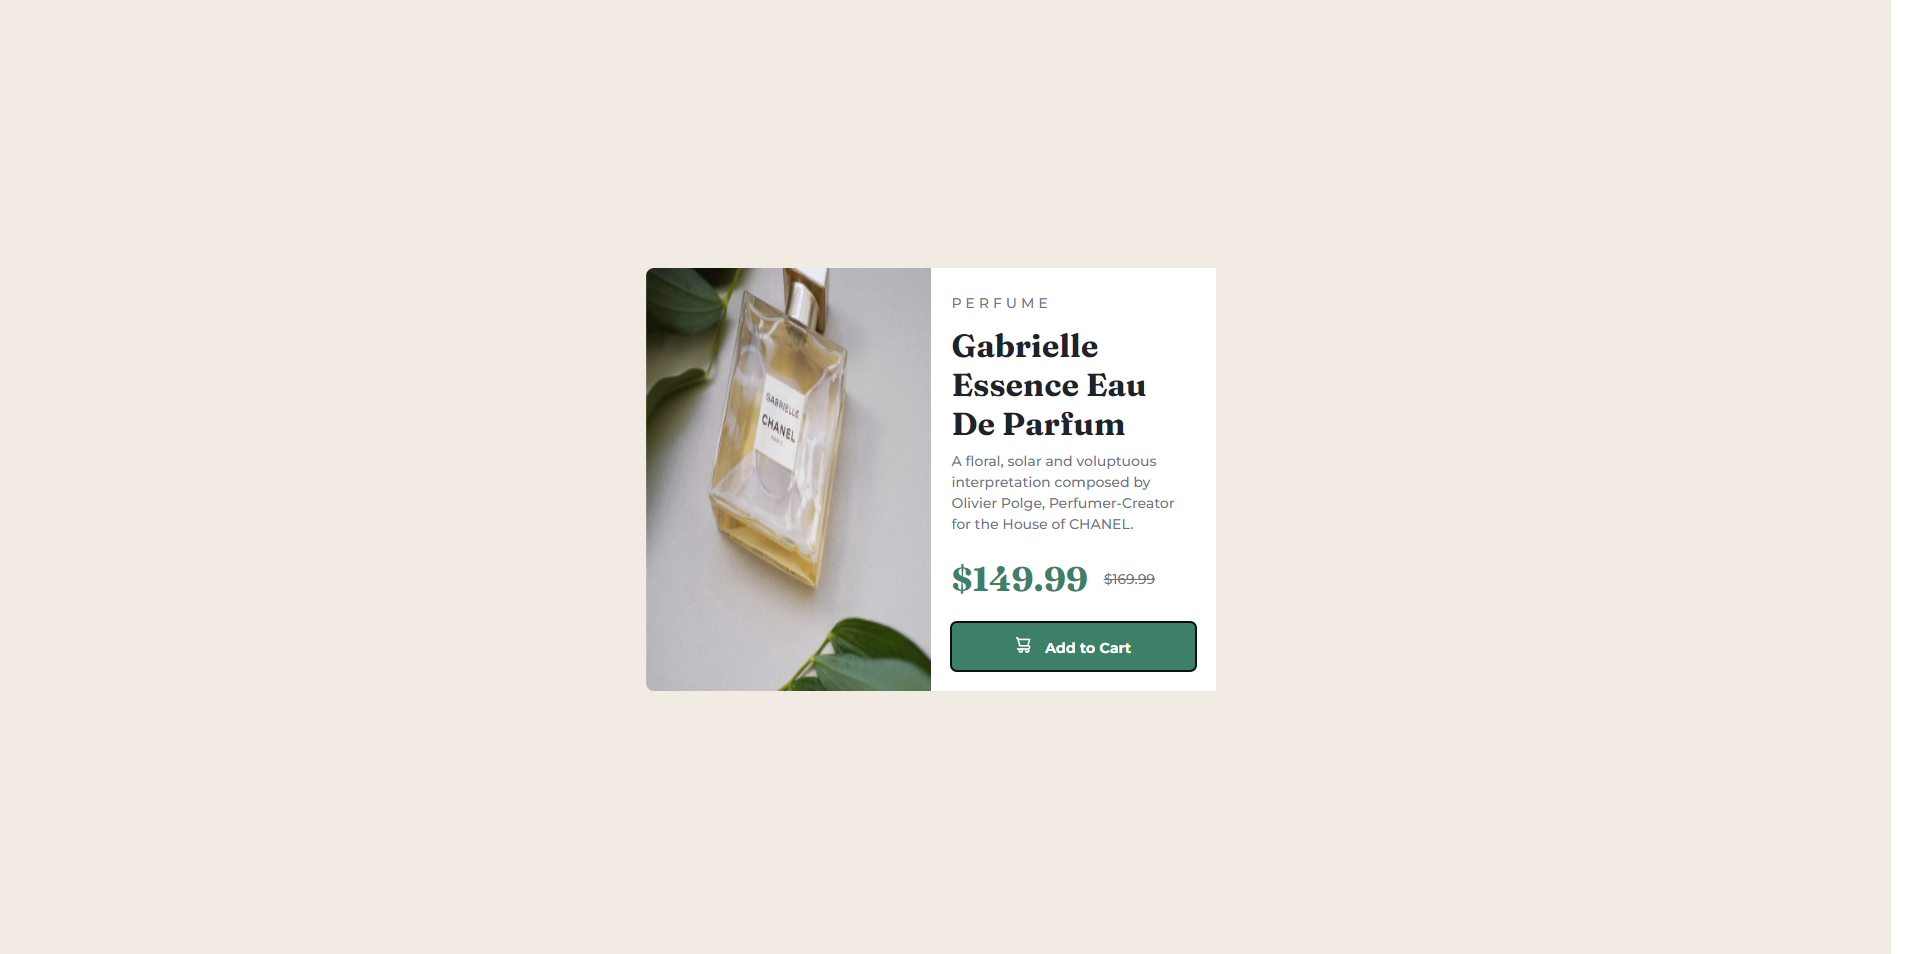 GABRIELLE
CHANEL
PARIS
PERFUME
Gabrielle
Essence Eau
De Parfum
A floral, solar and voluptuous
interpretation composed by
Olivier Polge, Perfumer-Creator
for the House of CHANEL.
$149.99 $169.99
Add to Cart